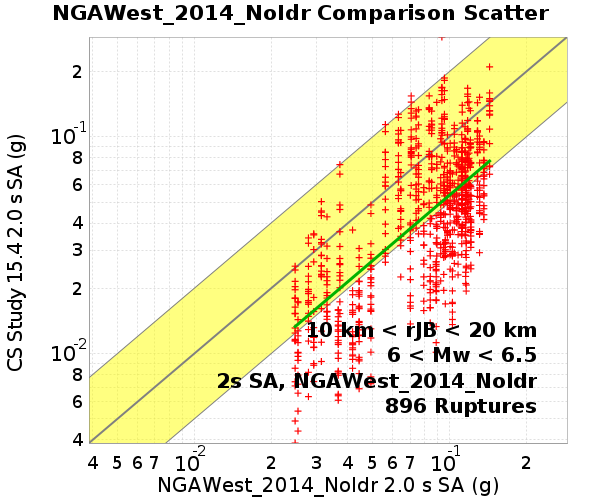 NGAWest_2014_NoIdr Comparison Scatter
CS Study 15.4 2.0 s SA (g)
2
10-1
8
6
4
3
2
10-2
8
6
4
10 km < rJB < 20 km
6 < Mw < 6.5
2s SA, NGAWest_2014_NoIdr
896 Ruptures
4 5 6 7 10-2 2 3 4 5 6 7 10-1 2
NGAWest_2014_NoIdr 2.0 s SA (g)